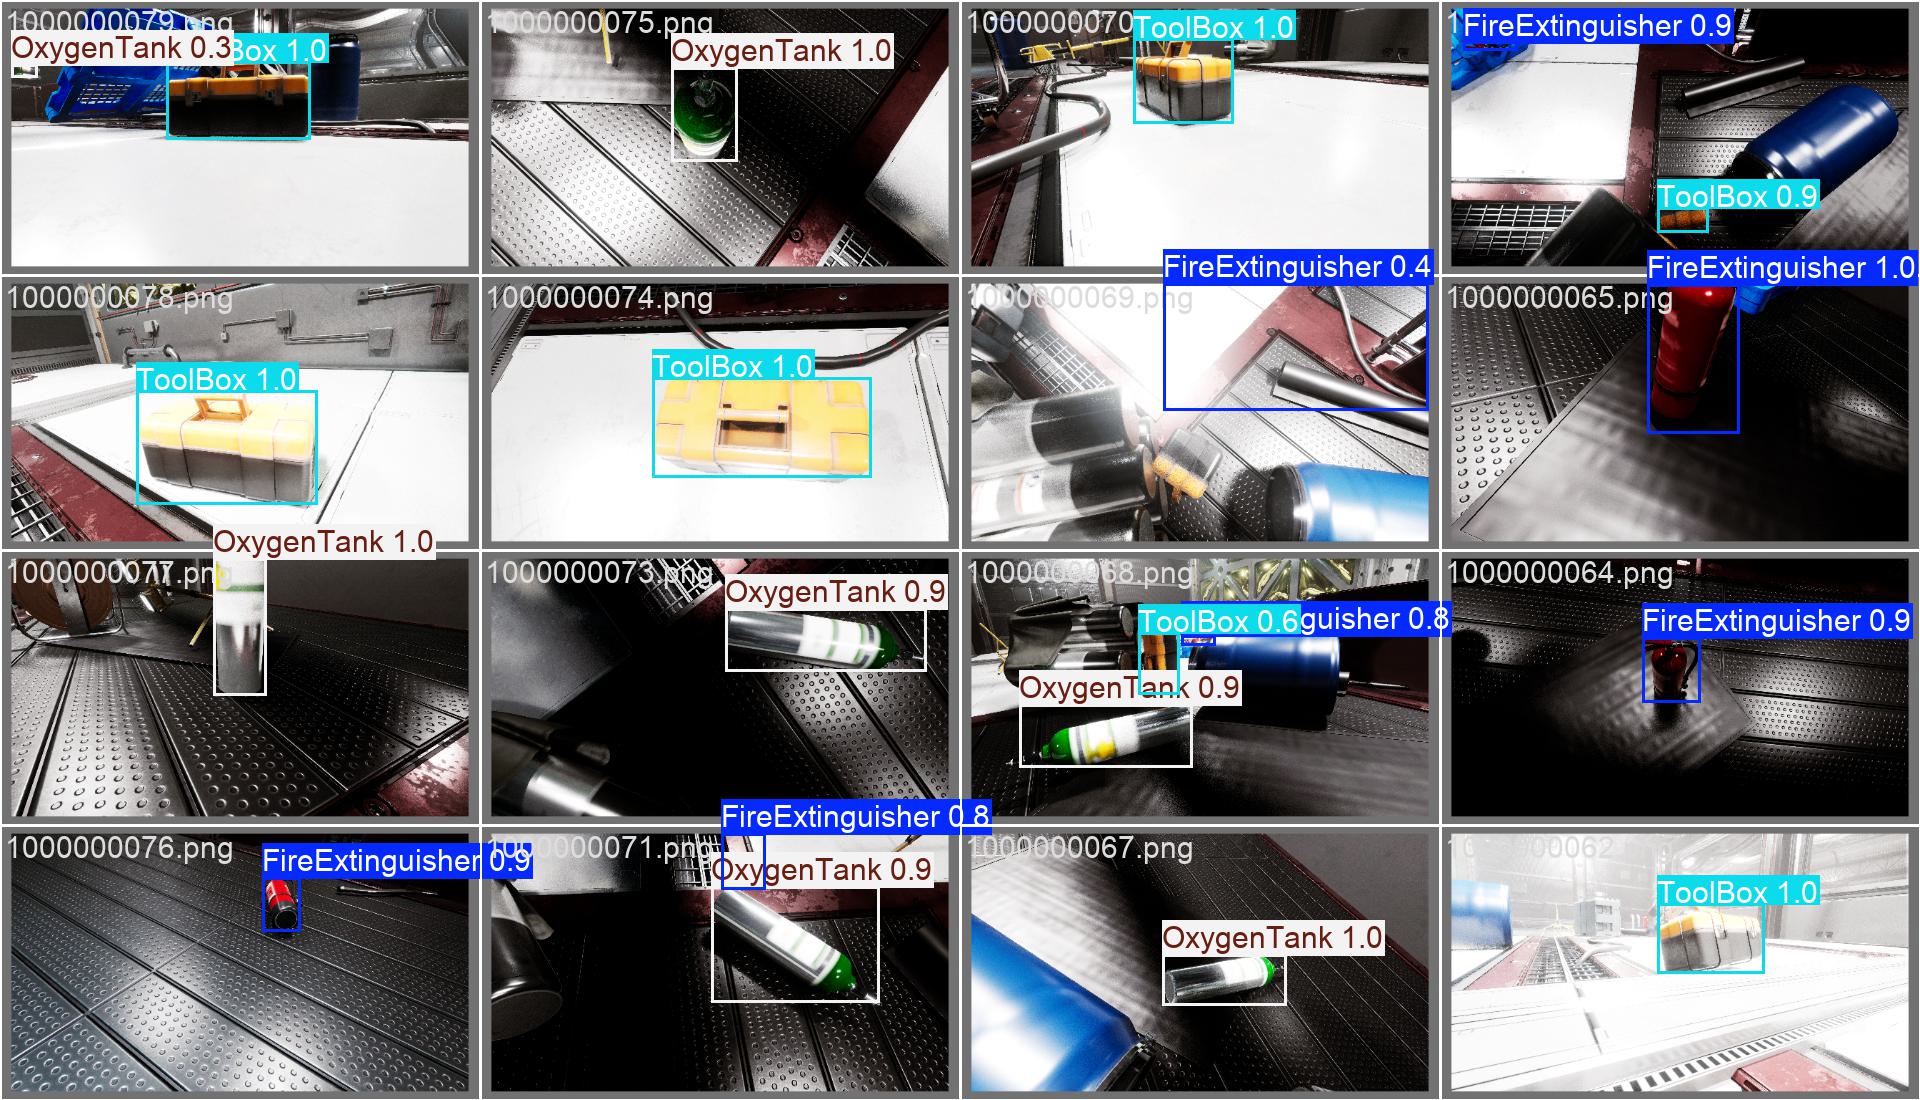 1000000079.png
OxygenTank 0.3
Box 1.0
1000000075.png
OxygenTank 1.0
1000000070
ToolBox 1.0
FireExtinguisher 0.9
ToolBox 0.9
1000000078.png
ToolBox 1.0
1000000074.png
ToolBox 1.0
FireExtinguisher 0.4
1000000069.png
FireExtinguisher 1.0
1000000065.png
OxygenTank 1.0
1000000077.png
1000000073.png
OxygenTank 0.9
1000000068.png
ToolBox 0.6
guisher 0.8
OxygenTank 0.9
1000000064.png
FireExtinguisher 0.9
1000000076.png
FireExtinguisher 0.9
FireExtinguisher 0.8
1000000071.png
OxygenTank 0.9
1000000067.png
OxygenTank 1.0
ToolBox 1.0